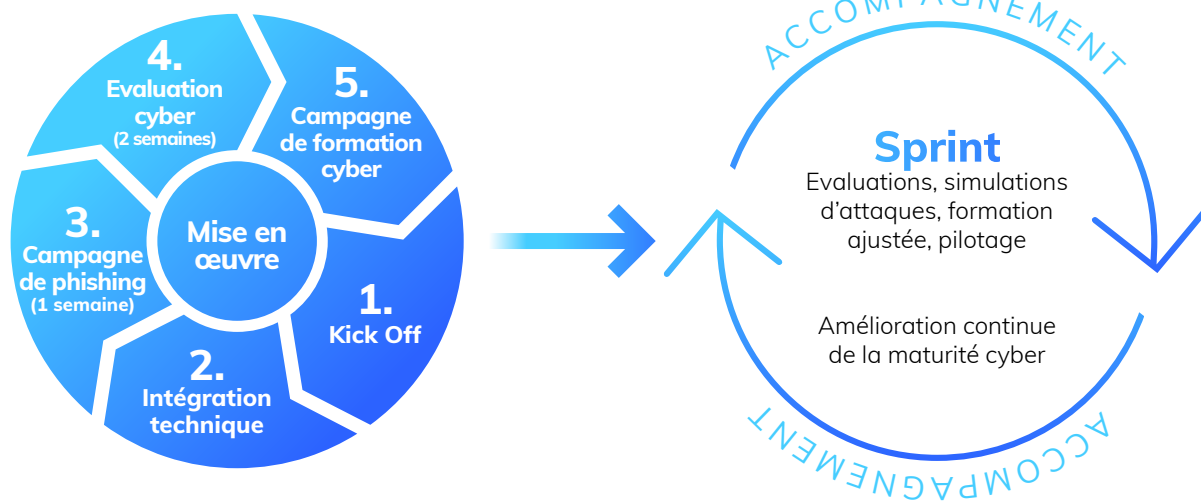 4.
Evaluation
cyber
(2 semaines)
5.
Campagne
de formation
cyber
3.
Campagne
de phishing
(1 semaine)
Mise en
œuvre
1.
Kick Off
2.
Intégration
technique
ACCOMPAGNEMENT
Sprint
Evaluations, simulations
d’attaques, formation
ajustée, pilotage
Amélioration continue
de la maturité cyber
ACCOMPAGNEMENT